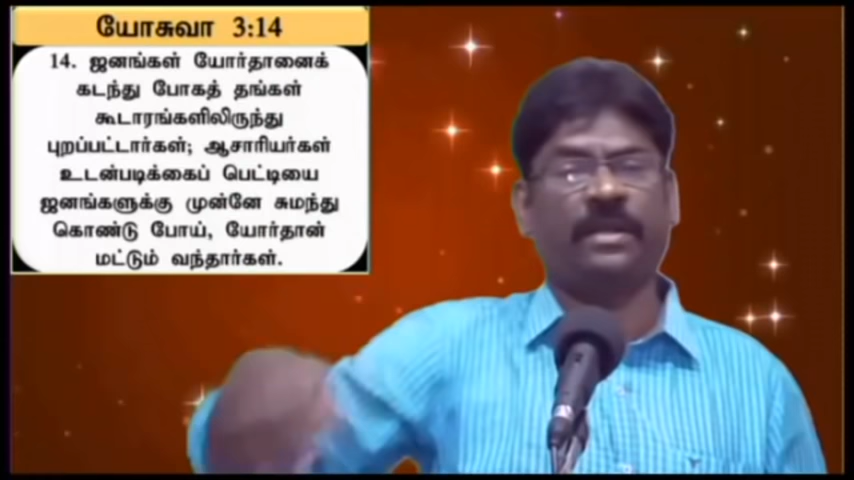 யோசுவா 3:14
14. ஜனங்கள் யோர்தானைக்
கடந்து போகத் தங்கள்
கூடாரங்களிலிருந்து
புறப்பட்டார்கள்; ஆசாரியர்கள்
உடன்படிக்கைப் பெட்டியை
ஜனங்களுக்கு முன்னே சுமந்து
கொண்டு போய், யோர்தான்
மட்டும் வந்தார்கள்.